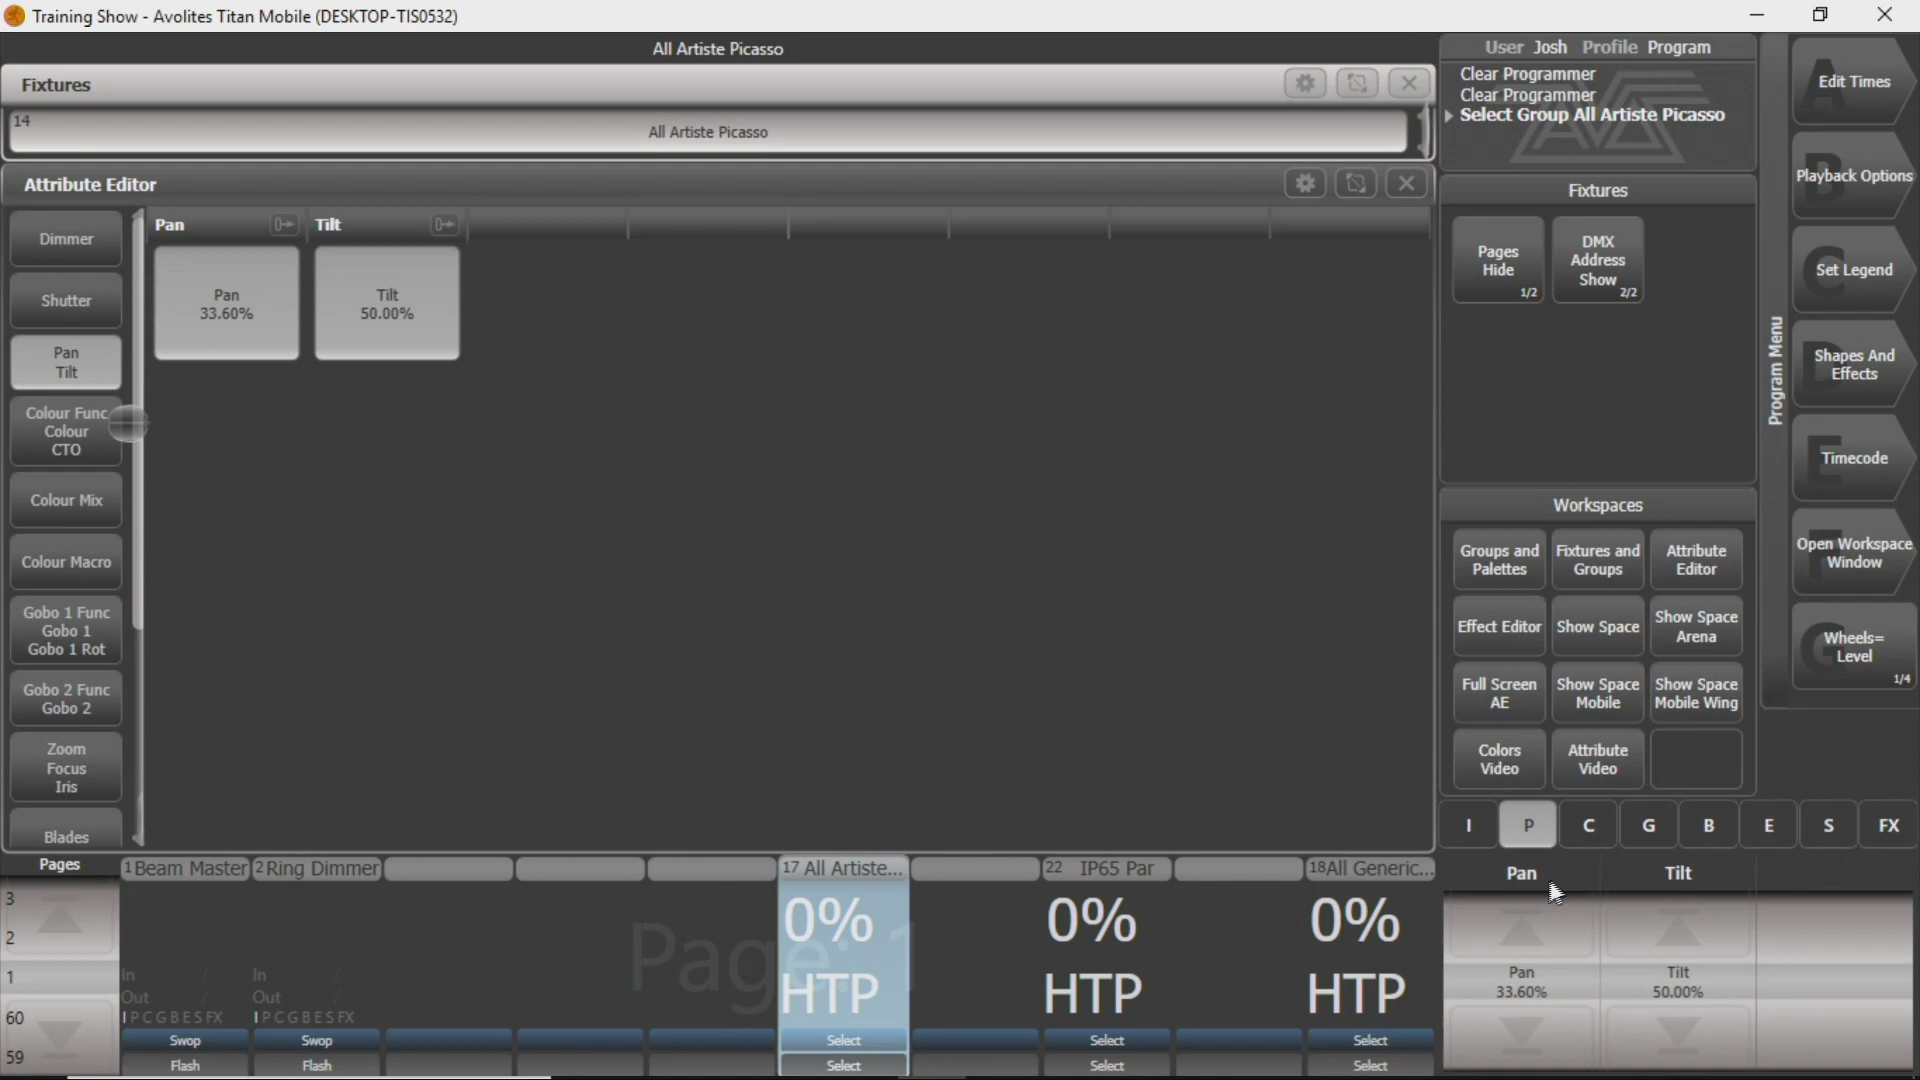 Training Show - Avolites Titan Mobile (DESKTOP-TIS0532)
All Artiste Picasso
Fixtures
14
All Artiste Picasso
Attribute Editor
Dimmer
Shutter
Pan
Tilt
Colour Func
Colour
CTO
Colour Mix
Colour Macro
Gobo 1 Func
Gobo 1
Gobo 1 Rot
Gobo 2 Func
Gobo 2
Zoom
Focus
Iris
Blades
Pan
Tilt
Pan
33.60%
Tilt
50.00%
User Josh Profile Program
Clear Programmer
Clear Programmer
Select Group All Artiste Picasso
Fixtures
Pages
Hide
1/2
DMX
Address
Show
2/2
Workspaces
Groups and
Palettes
Fixtures and
Groups
Attribute
Editor
Effect Editor
Show Space
Show Space
Arena
Full Screen
AE
Show Space
Mobile
Show Space
Mobile Wing
Colors
Video
Attribute
Video
Program Menu
A
Edit Times
B
Playback Options
C
Set Legend
D
Shapes And
Effects
E
Timecode
F
Open Workspace
Window
G
Wheels=
Level
1/4
I P C G B E S FX
Pan
Tilt
Pan
33.60%
Tilt
50.00%
Pages
3
2
1
60
59
1 Beam Master
2 Ring Dimmer
17 All Artiste...
22 IP65 Par
18 All Generic...
Page: 1
In /
Out /
I P C G B E S FX
Swop
Flash
In /
Out /
I P C G B E S FX
Swop
Flash
0%
HTP
Select
Select
0%
HTP
Select
Select
0%
HTP
Select
Select